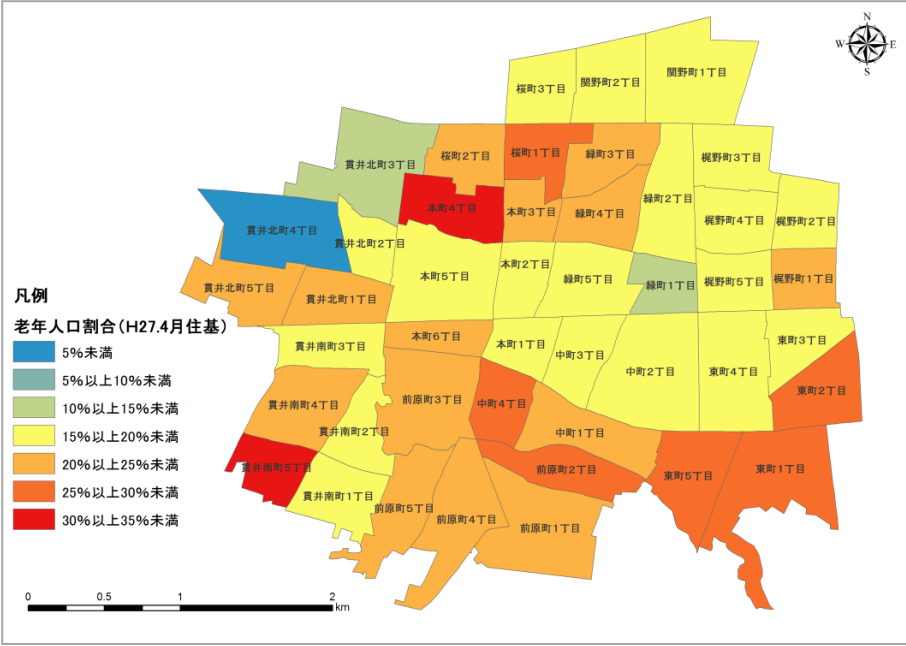 N
W E
S
関野町1丁目
関野町2丁目
桜町3丁目
桜町1丁目
緑町3丁目
桜町2丁目
梶野町3丁目
貫井北町3丁目
緑町2丁目
本町4丁目
本町3丁目
緑町4丁目
梶野町4丁目
梶野町2丁目
貫井北町4丁目
貫井北町2丁目
本町2丁目
本町5丁目
緑町5丁目
緑町1丁目
梶野町5丁目
梶野町1丁目
貫井北町5丁目
貫井北町1丁目
本町6丁目
貫井南町3丁目
本町1丁目
中町3丁目
東町3丁目
中町2丁目
東町4丁目
東町2丁目
前原町3丁目
中町4丁目
貫井南町4丁目
貫井南町2丁目
中町1丁目
貫井南町5丁目
前原町2丁目
東町5丁目
東町1丁目
貫井南町1丁目
前原町5丁目
前原町4丁目
前原町1丁目
凡例
老年人口割合(H27.4月住基)
5%未満
5%以上10%未満
10%以上15%未満
15%以上20%未満
20%以上25%未満
25%以上30%未満
30%以上35%未満
0 0.5 1 2
km